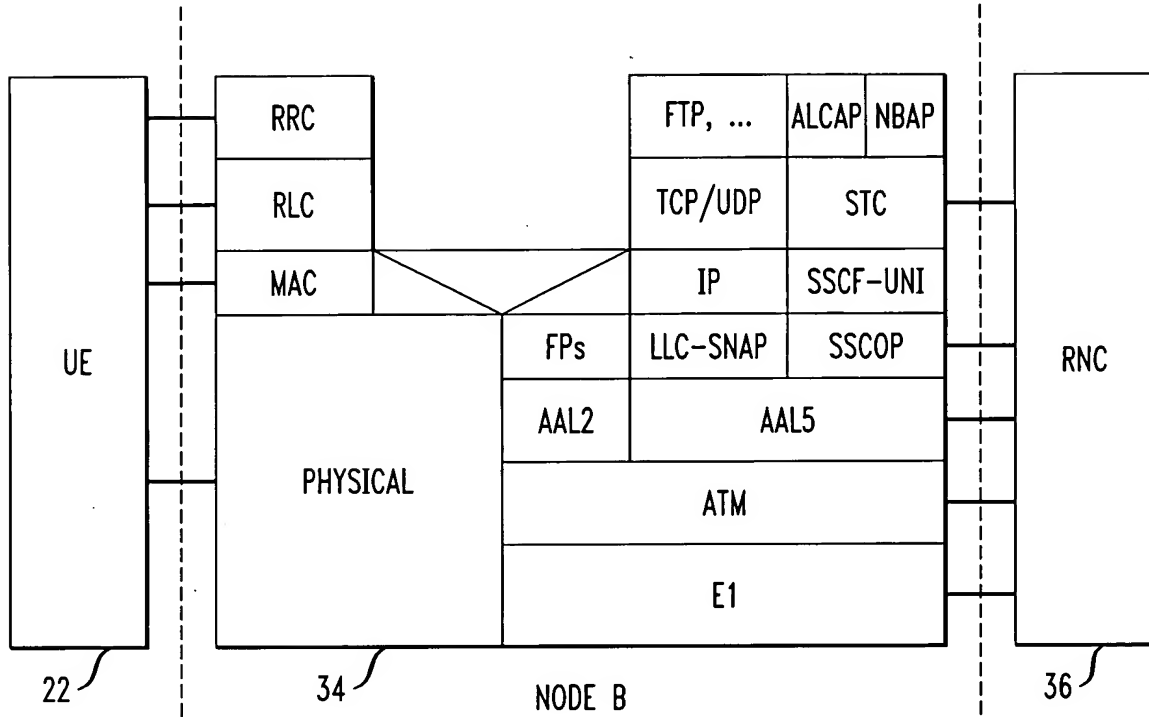 RRC
FTP, ...
ALCAP
NBAP
RLC
TCP/UDP
STC
MAC
IP
SSCF-UNI
UE
FPs
LLC-SNAP
SSCOP
RNC
AAL2
AAL5
PHYSICAL
ATM
E1
22
34
NODE B
36